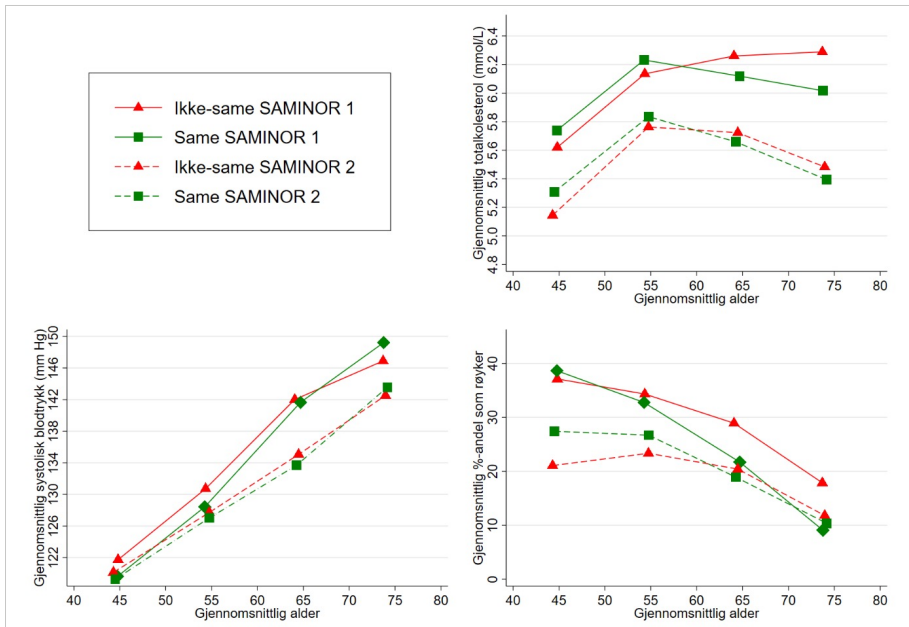 Ikke-same SAMINOR 1
Same SAMINOR 1
Ikke-same SAMINOR 2
Same SAMINOR 2
Gjennomsnittlig totalkolesterol (mmol/L)
6.4
6.2
6.0
5.8
5.6
5.4
5.2
5.0
4.8
40 45 50 55 60 65 70 75 80
Gjennomsnittlig alder
Gjennomsnittlig systolisk blodtrykk (mm Hg)
150
146
142
138
134
130
126
122
40 45 50 55 60 65 70 75 80
Gjennomsnittlig alder
Gjennomsnittlig %-andel som røyker
40
30
20
10
0
40 45 50 55 60 65 70 75 80
Gjennomsnittlig alder